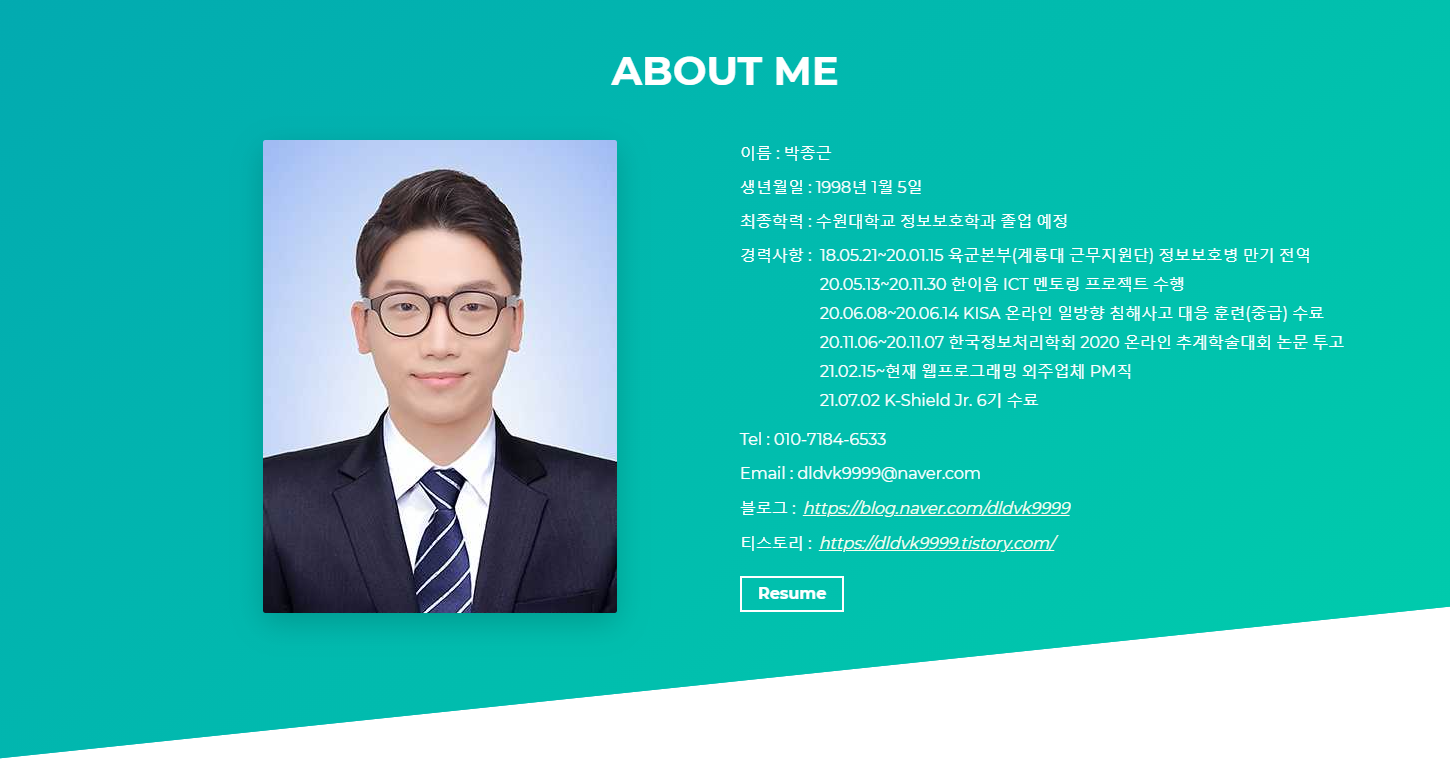 ABOUT ME
이름 : 박종근
생년월일 : 1998년 1월 5일
최종학력 : 수원대학교 정보보호학과 졸업 예정
경력사항 : 18.05.21~20.01.15 육군본부(계룡대 근무지원단) 정보보호병 만기 전역
20.05.13~20.11.30 한이음 ICT 멘토링 프로젝트 수행
20.06.08~20.06.14 KISA 온라인 일방향 침해사고 대응 훈련(중급) 수료
20.11.06~20.11.07 한국정보처리학회 2020 온라인 추계학술대회 논문 투고
21.02.15~현재 웹프로그래밍 외주업체 PM직
21.07.02 K-Shield Jr. 6기 수료
Tel : 010-7184-6533
Email : dldvk9999@naver.com
블로그 : https://blog.naver.com/dldvk9999
티스토리 : https://dldvk9999.tistory.com/
Resume